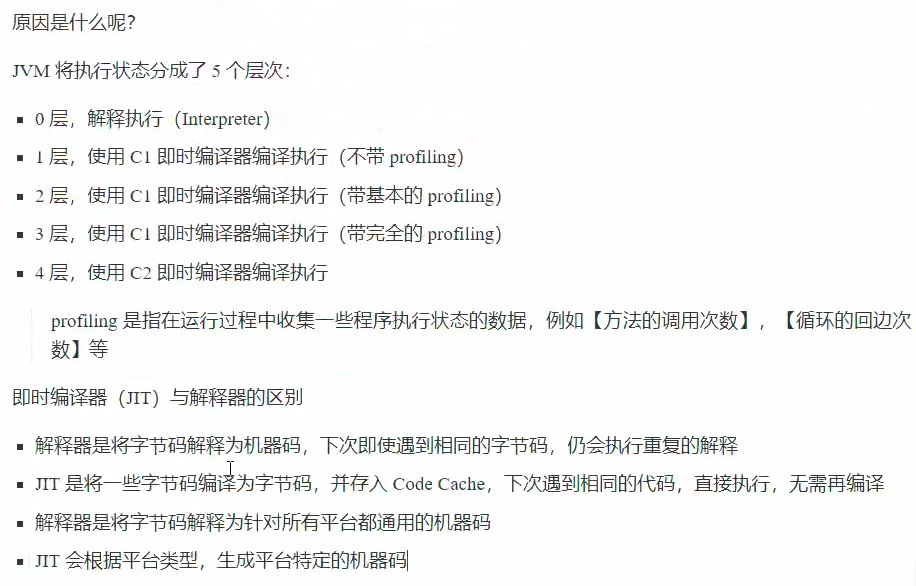 原因是什么呢？
JVM 将执行状态分成了 5 个层次：
▪ 0 层，解释执行（Interpreter）
▪ 1 层，使用 C1 即时编译器编译执行（不带 profiling）
▪ 2 层，使用 C1 即时编译器编译执行（带基本的 profiling）
▪ 3 层，使用 C1 即时编译器编译执行（带完全的 profiling）
▪ 4 层，使用 C2 即时编译器编译执行
profiling 是指在运行过程中收集一些程序执行状态的数据，例如【方法的调用次数】，【循环的回边次
数】等
即时编译器（JIT）与解释器的区别
▪ 解释器是将字节码解释为机器码，下次即使遇到相同的字节码，仍会执行重复的解释
▪ JIT 是将一些字节码编译为字节码，并存入 Code Cache，下次遇到相同的代码，直接执行，无需再编译
▪ 解释器是将字节码解释为针对所有平台都通用的机器码
▪ JIT 会根据平台类型，生成平台特定的机器码